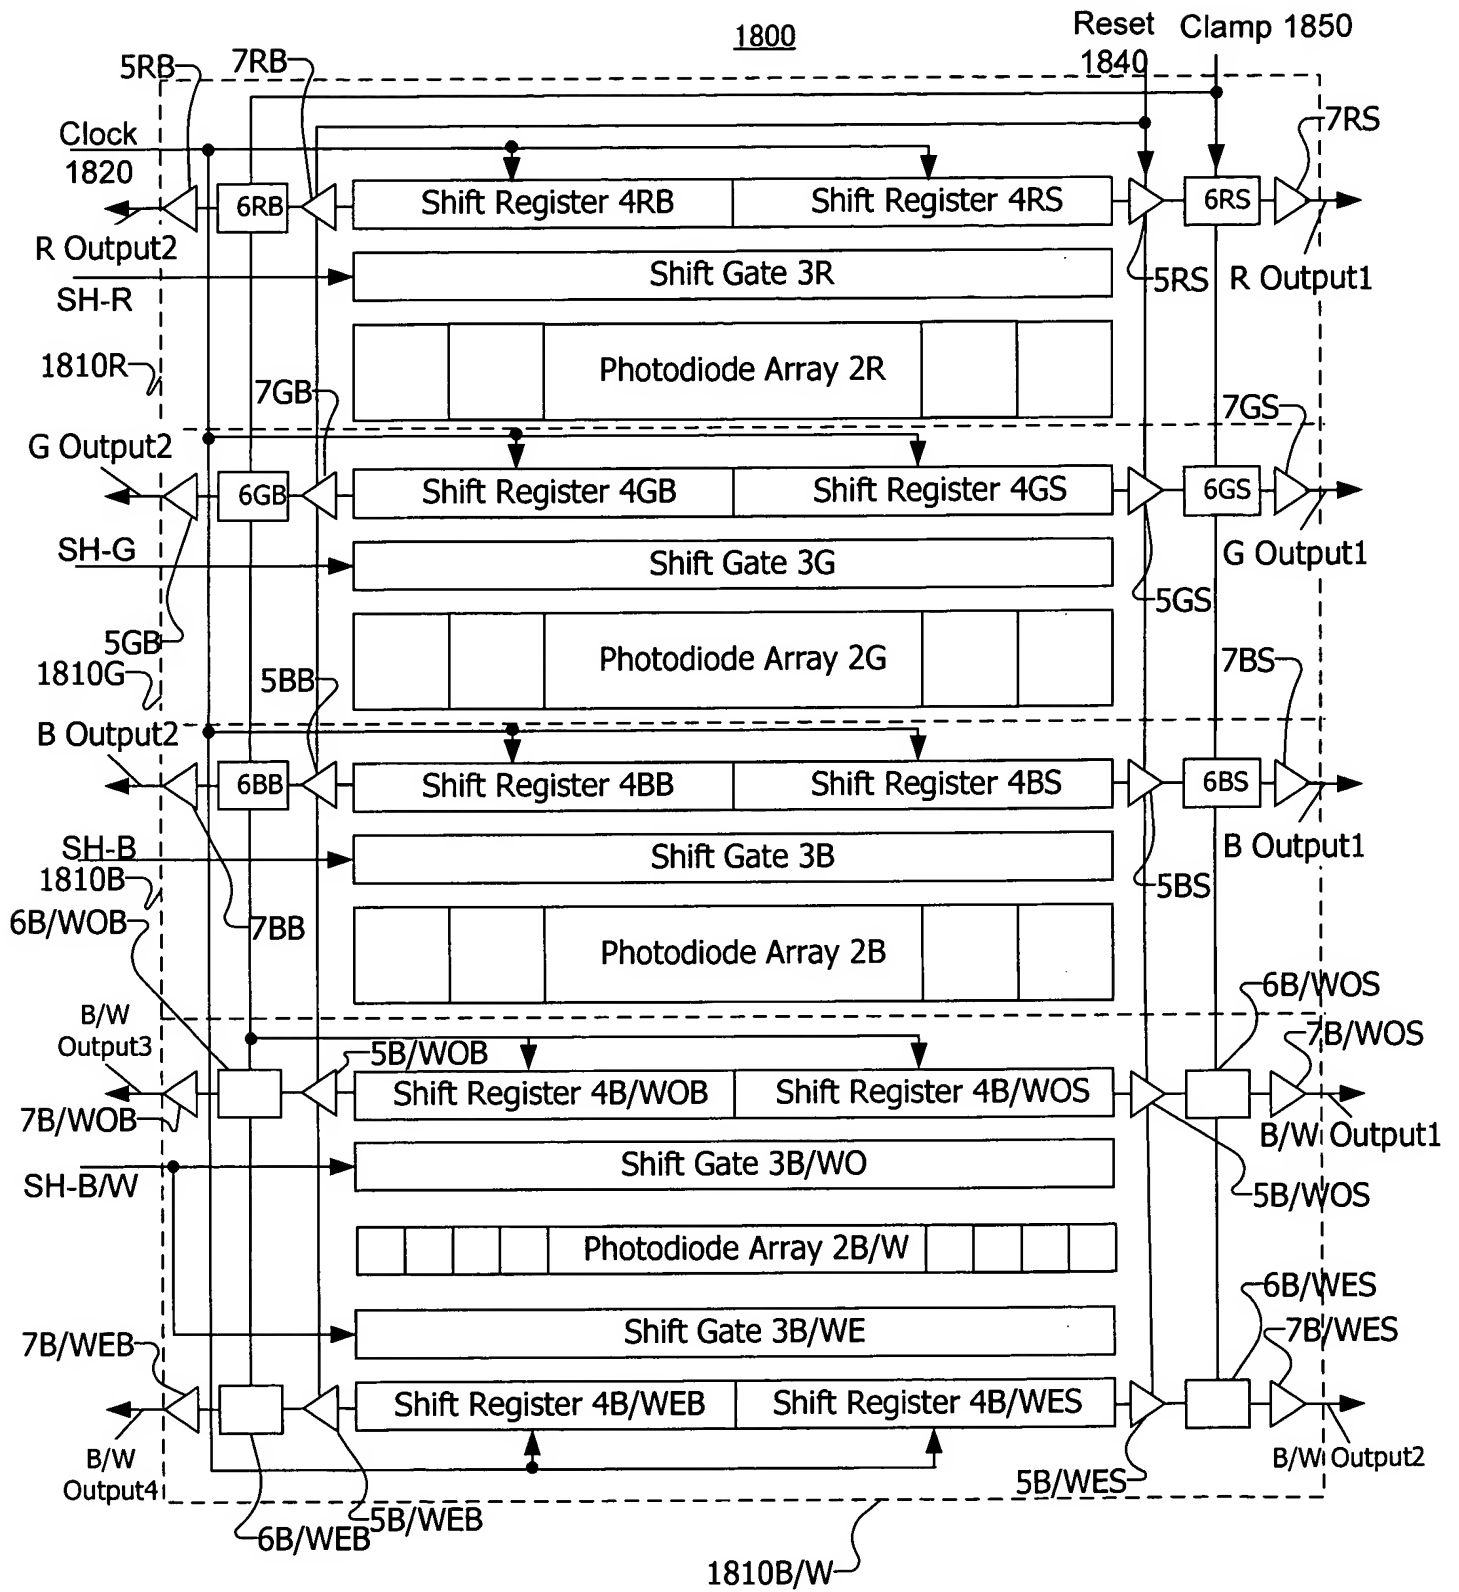 1800
Reset
1840
Clamp 1850
5RB
7RB
7RS
Clock
1820
6RB
Shift Register 4RB
Shift Register 4RS
6RS
R Output2
5RS
R Output1
SH-R
Shift Gate 3R
1810R
Photodiode Array 2R
7GB
7GS
G Output2
6GB
Shift Register 4GB
Shift Register 4GS
6GS
SH-G
Shift Gate 3G
G Output1
5GS
5GB
1810G
Photodiode Array 2G
5BB
7BS
B Output2
6BB
Shift Register 4BB
Shift Register 4BS
6BS
SH-B
Shift Gate 3B
B Output1
1810B
5BS
6B/WOB
7BB
Photodiode Array 2B
6B/WOS
B/W
Output3
5B/WOB
7B/WOS
Shift Register 4B/WOB
Shift Register 4B/WOS
7B/WOB
B/W Output1
SH-B/W
Shift Gate 3B/WO
5B/WOS
Photodiode Array 2B/W
6B/WES
7B/WEB
Shift Gate 3B/WE
7B/WES
Shift Register 4B/WEB
Shift Register 4B/WES
B/W
Output4
B/W Output2
5B/WES
5B/WEB
6B/WEB
1810B/W